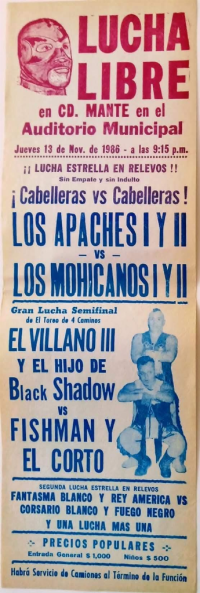 LUCHA
LIBRE
en CD. MANTE en el
Auditorio Municipal
Jueves 13 de Nov. de 1986 - a las 9:15 p.m.
¡¡ LUCHA ESTRELLA EN RELEVOS !!
Sin Empate y sin Indulto
¡ Cabelleras vs Cabelleras !
LOS APACHES I Y II
- VS -
LOS MOHICANOS I Y II
Gran Lucha Semifinal
de El Toreo de 4 Caminos
EL VILLANO III
Y EL HIJO DE
Black Shadow
VS
FISHMAN Y
EL CORTO
SEGUNDA LUCHA ESTRELLA EN RELEVOS
FANTASMA BLANCO Y REY AMERICA VS
CORSARIO BLANCO Y FUEGO NEGRO
Y UNA LUCHA MAS UNA
* PRECIOS POPULARES *
Entrada General $ 1,000 Niños $ 500
Habrá Servicio de Camiones al Término de la Función